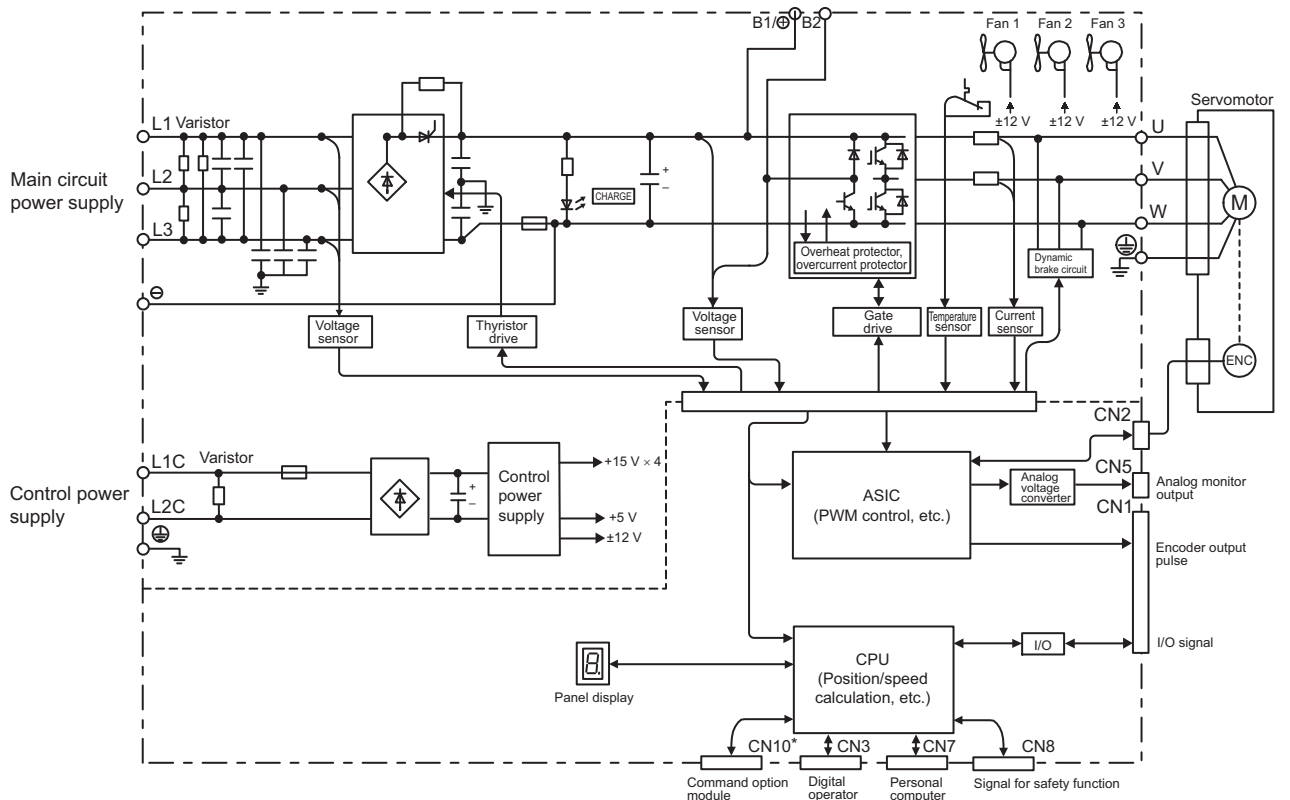 B1/⊕ B2
Fan 1 Fan 2 Fan 3
±12 V ±12 V ±12 V
Servomotor
Main circuit
power supply
L1 Varistor
L2
L3
⊖
+
–
CHARGE
Overheat protector,
overcurrent protector
U
V
W
M
ENC
Dynamic
brake circuit
Voltage
sensor
Thyristor
drive
Voltage
sensor
Gate
drive
Temperature
sensor
Current
sensor
Control power
supply
L1C Varistor
L2C
+
–
Control
power
supply
+15 V × 4
+5 V
±12 V
ASIC
(PWM control, etc.)
Analog
voltage
converter
CN2
CN5
Analog monitor
output
CN1
Encoder output
pulse
I/O
I/O signal
CPU
(Position/speed
calculation, etc.)
8.
Panel display
CN10* CN3 CN7 CN8
Command option
module
Digital
operator
Personal
computer
Signal for safety function